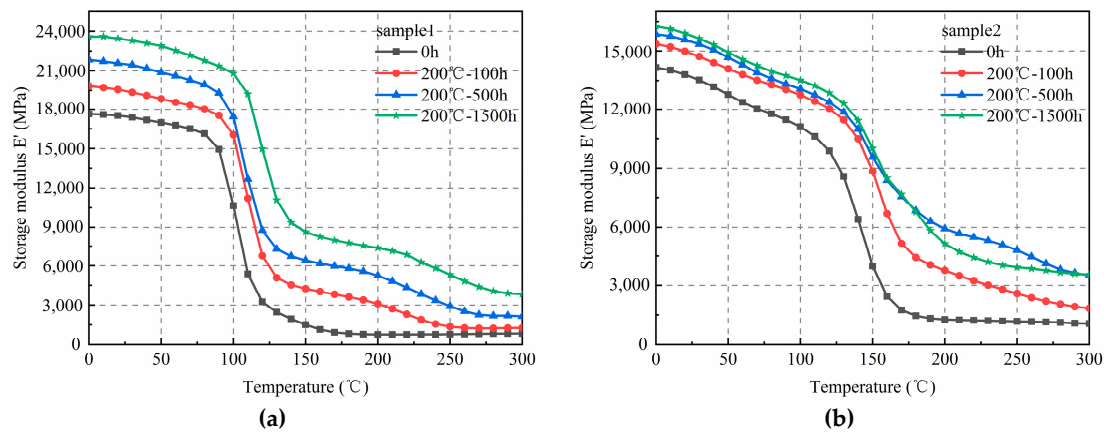 sample1
0h
200℃-100h
200℃-500h
200℃-1500h
24,000
21,000
18,000
15,000
12,000
9,000
6,000
3,000
0
0 50 100 150 200 250 300
Storage modulus E' (MPa)
Temperature (℃)
(a)
sample2
0h
200℃-100h
200℃-500h
200℃-1500h
15,000
12,000
9,000
6,000
3,000
0
0 50 100 150 200 250 300
Storage modulus E' (MPa)
Temperature (℃)
(b)